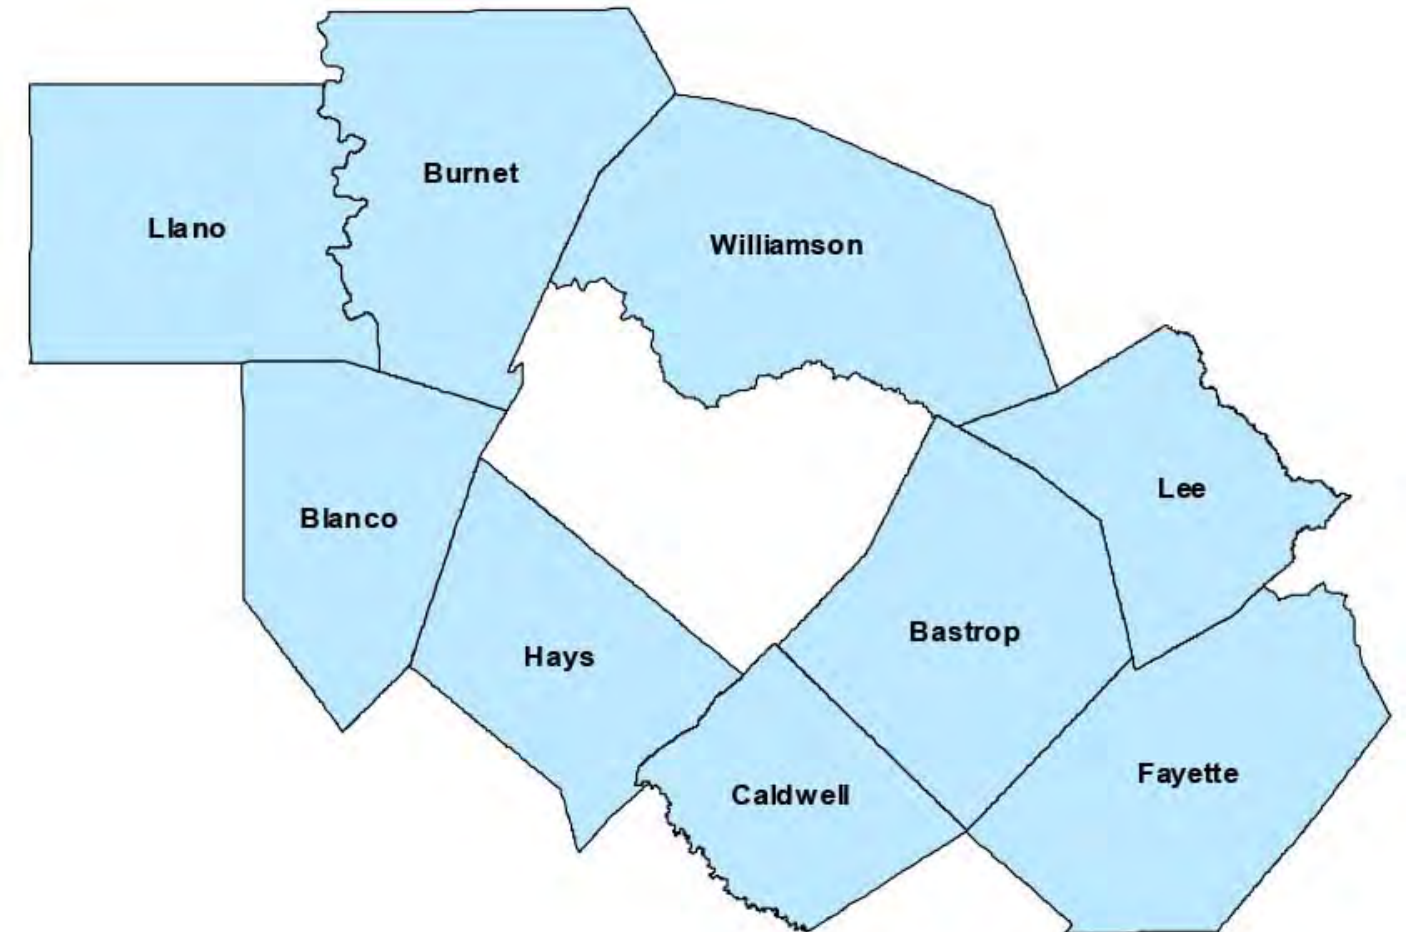 Burnet
Llano
Williamson
Lee
Blanco
Bastrop
Hays
Fayette
Caldwell